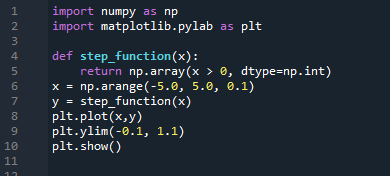 1 import numpy as np
2 import matplotlib.pylab as plt
3
4 def step_function(x):
5     return np.array(x > 0, dtype=np.int)
6 x = np.arange(-5.0, 5.0, 0.1)
7 y = step_function(x)
8 plt.plot(x,y)
9 plt.ylim(-0.1, 1.1)
10 plt.show()
11